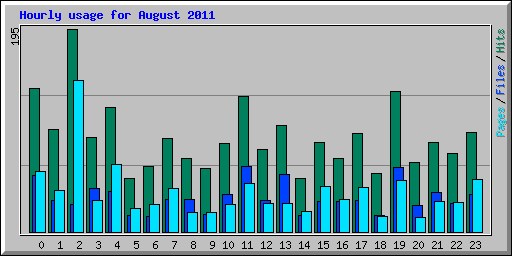 Hourly usage for August 2011
195
Pages/Files/Hits
0 1 2 3 4 5 6 7 8 9 10 11 12 13 14 15 16 17 18 19 20 21 22 23